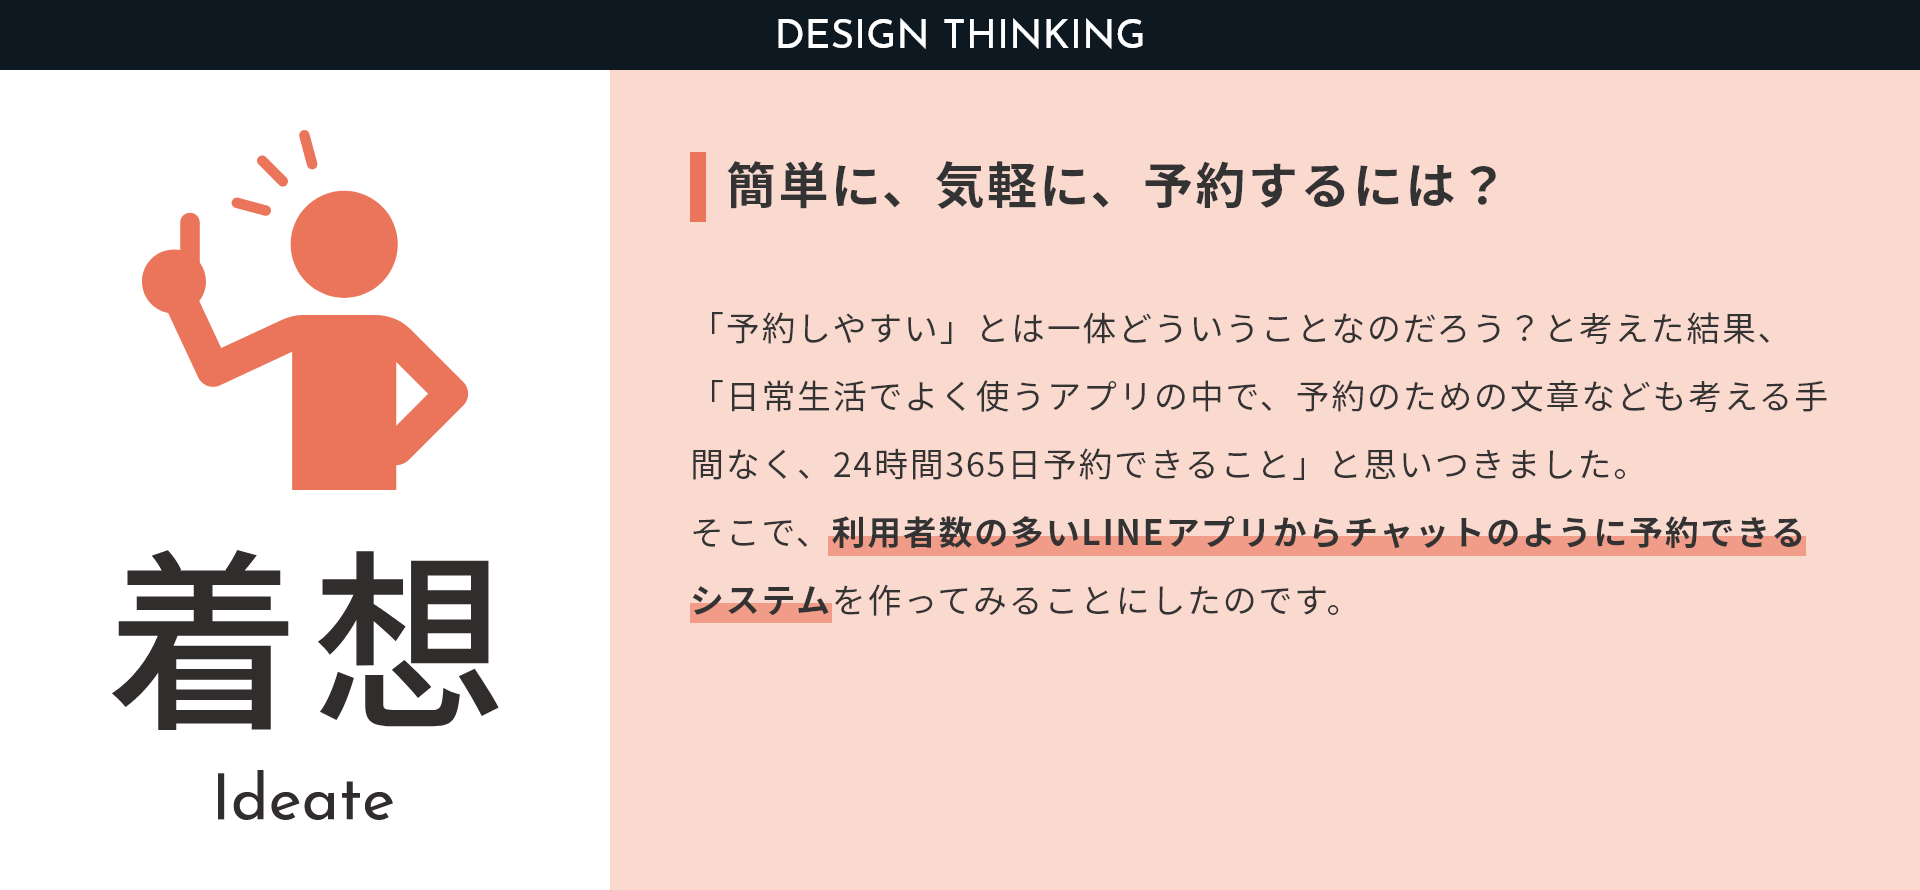 DESIGN THINKING
着想
Ideate
簡単に、気軽に、予約するには？
「予約しやすい」とは一体どういうことなのだろう？と考えた結果、
「日常生活でよく使うアプリの中で、予約のための文章なども考える手
間なく、24時間365日予約できること」と思いつきました。
そこで、利用者数の多いLINEアプリからチャットのように予約できる
システムを作ってみることにしたのです。